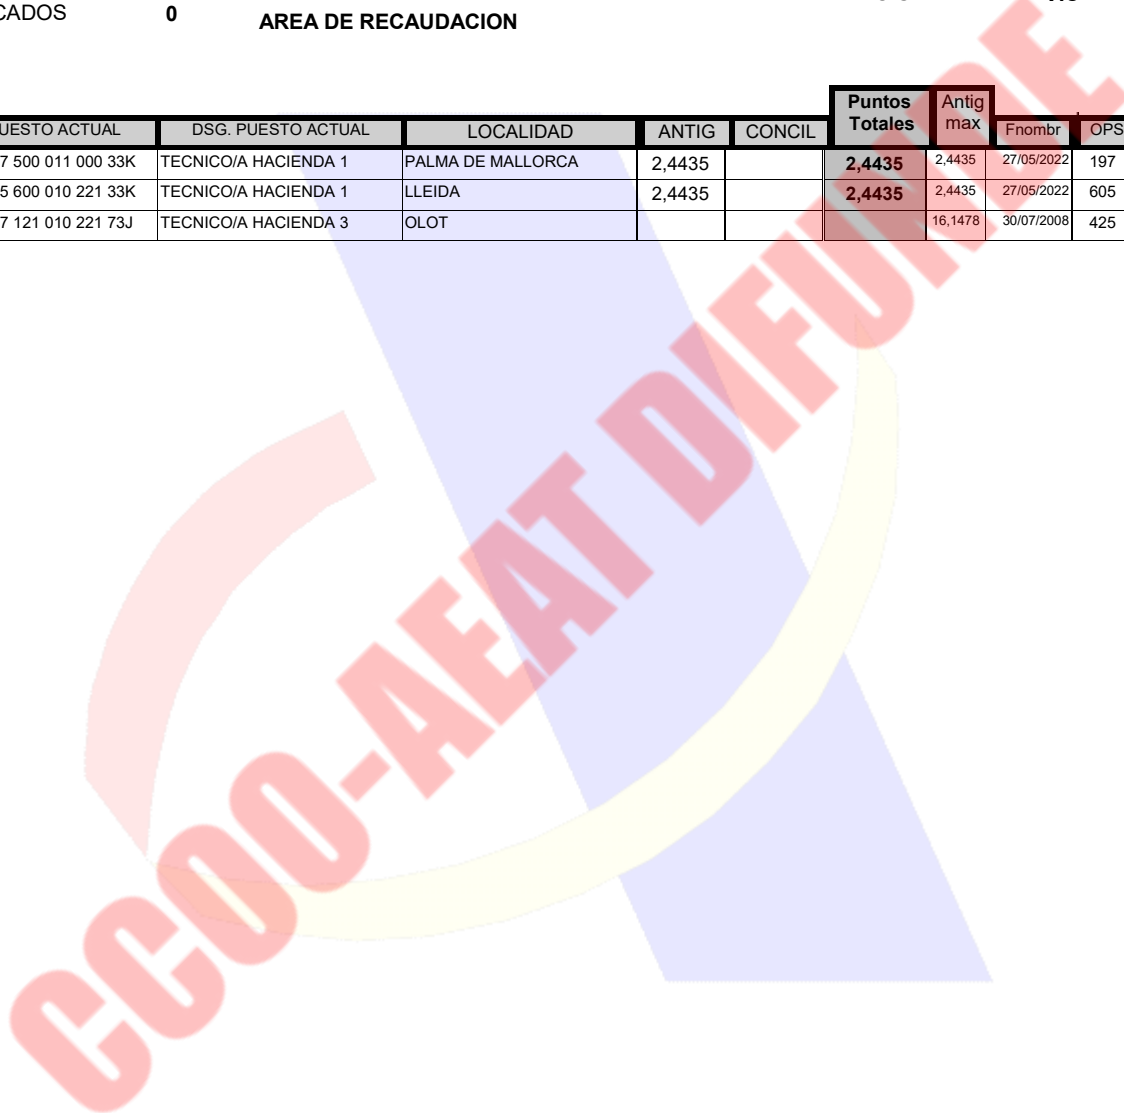 CADOS 0 AREA DE RECAUDACION
UESTO ACTUAL DSG. PUESTO ACTUAL LOCALIDAD ANTIG CONCIL Puntos Totales Antig max Fnombr OPS
7 500 011 000 33K TECNICO/A HACIENDA 1 PALMA DE MALLORCA 2,4435 2,4435 2,4435 27/05/2022 197
5 600 010 221 33K TECNICO/A HACIENDA 1 LLEIDA 2,4435 2,4435 2,4435 27/05/2022 605
7 121 010 221 73J TECNICO/A HACIENDA 3 OLOT 16,1478 30/07/2008 425
CCOO-AEAT DIFUNDE